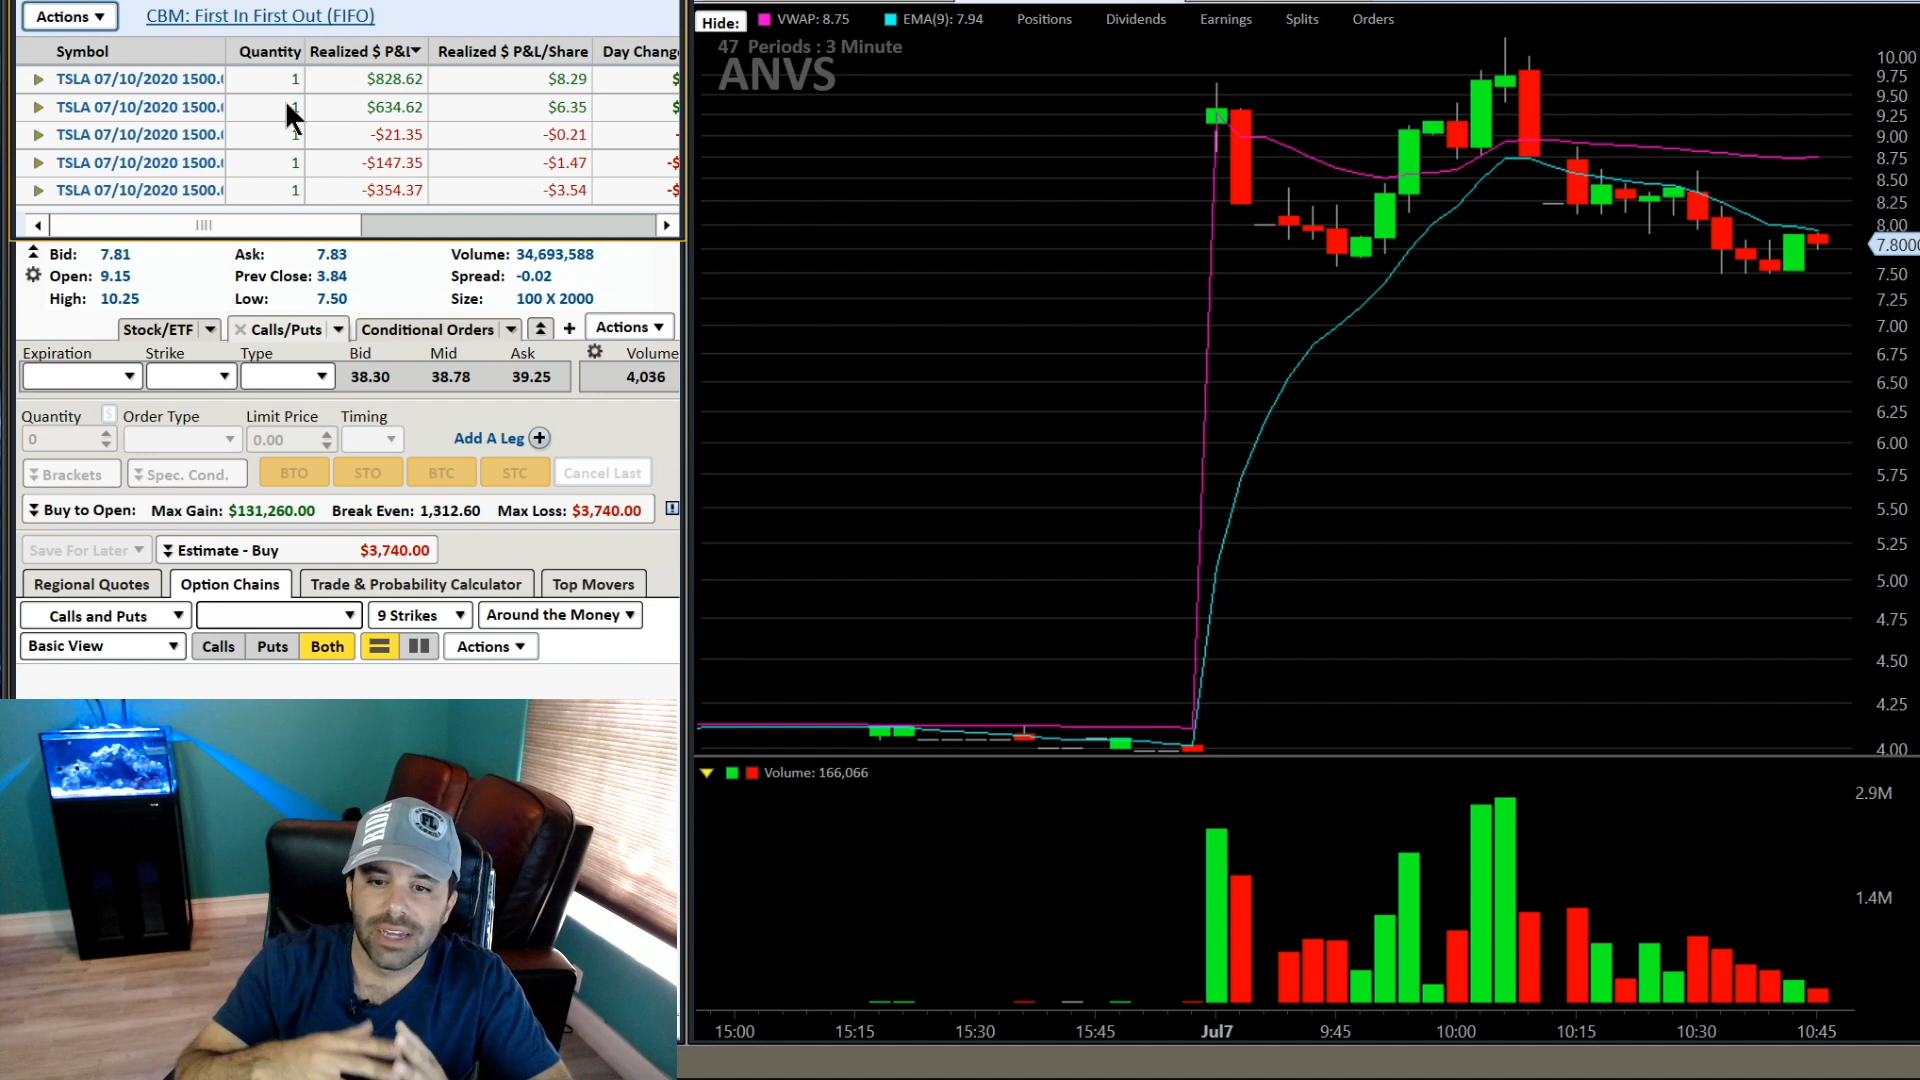 Actions ▼ CBM: First In First Out (FIFO)
Symbol Quantity Realized $ P&L Realized $ P&L/Share Day Chang
TSLA 07/10/2020 1500. 1 $828.62 $8.29 $
TSLA 07/10/2020 1500. 1 $634.62 $6.35 $
TSLA 07/10/2020 1500. 1 -$21.35 -$0.21 -
TSLA 07/10/2020 1500. 1 -$147.35 -$1.47 -$
TSLA 07/10/2020 1500. 1 -$354.37 -$3.54 -$
Bid: 7.81 Ask: 7.83 Volume: 34,693,588
Open: 9.15 Prev Close: 3.84 Spread: -0.02
High: 10.25 Low: 7.50 Size: 100 X 2000
Stock/ETF Calls/Puts Conditional Orders + Actions ▼
Expiration Strike Type Bid Mid Ask Volume
38.30 38.78 39.25 4,036
Quantity $ Order Type Limit Price Timing
0 0.00 Add A Leg +
Brackets Spec. Cond. BTO STO BTC STC Cancel Last
Buy to Open: Max Gain: $131,260.00 Break Even: 1,312.60 Max Loss: $3,740.00
Save For Later Estimate - Buy $3,740.00
Regional Quotes Option Chains Trade & Probability Calculator Top Movers
Calls and Puts 9 Strikes Around the Money
Basic View Calls Puts Both Actions ▼
FL
Hide: VWAP: 8.75 EMA(9): 7.94 Positions Dividends Earnings Splits Orders
47 Periods : 3 Minute
ANVS
10.00
9.75
9.50
9.25
9.00
8.75
8.50
8.25
8.00
7.800
7.50
7.25
7.00
6.75
6.50
6.25
6.00
5.75
5.50
5.25
5.00
4.75
4.50
4.25
4.00
Volume: 166,066
2.9M
1.4M
15:00 15:15 15:30 15:45 Jul7 9:45 10:00 10:15 10:30 10:45